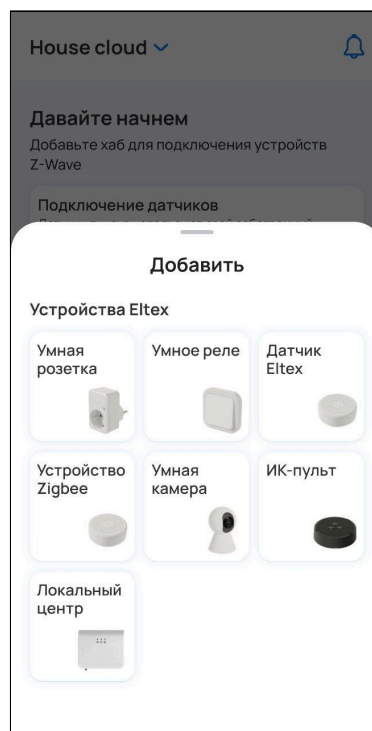 House cloud
Давайте начнем
Добавьте хаб для подключения устройств
Z-Wave
Подключение датчиков
Добавить
Устройства Eltex
Умная
розетка
Умное реле
Датчик
Eltex
Устройство
Zigbee
Умная
камера
ИК-пульт
Локальный
центр